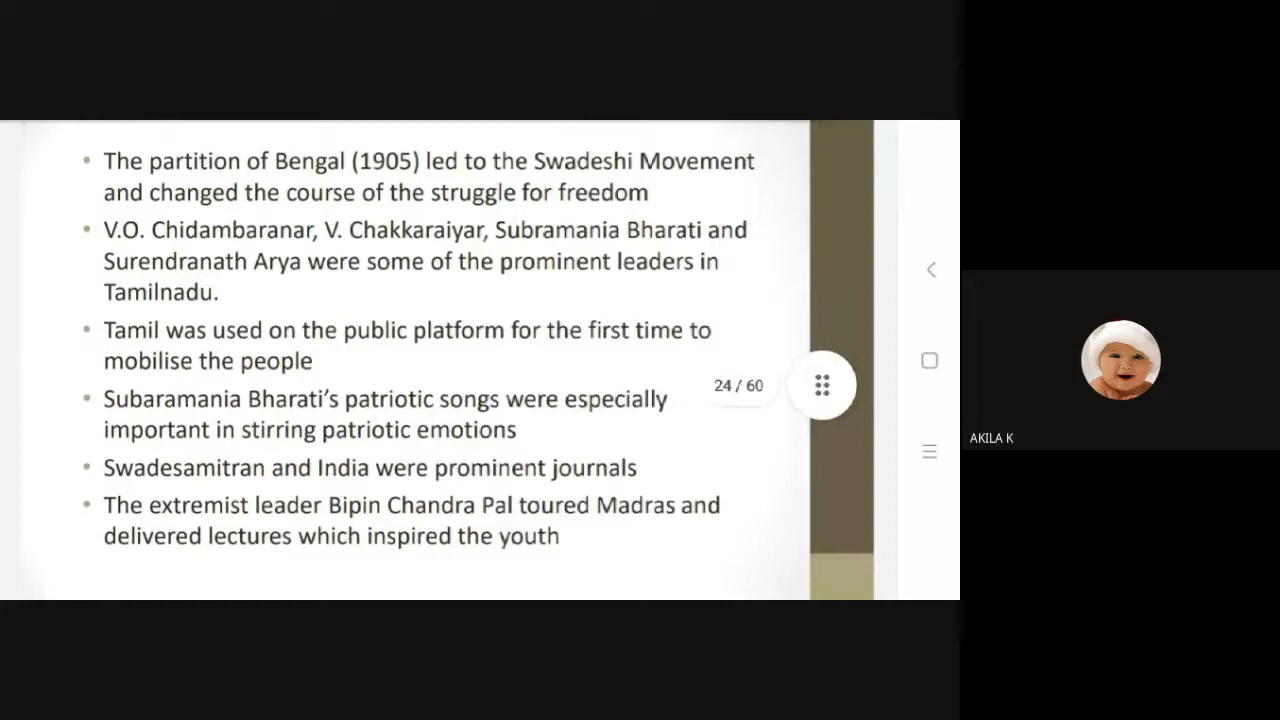 The partition of Bengal (1905) led to the Swadeshi Movement
and changed the course of the struggle for freedom
V.O. Chidambaranar, V. Chakkaraiyar, Subramania Bharati and
Surendranath Arya were some of the prominent leaders in
Tamilnadu.
Tamil was used on the public platform for the first time to
mobilise the people
24 / 60
Subaramania Bharati’s patriotic songs were especially
important in stirring patriotic emotions
AKILA K
Swadesamitran and India were prominent journals
The extremist leader Bipin Chandra Pal toured Madras and
delivered lectures which inspired the youth